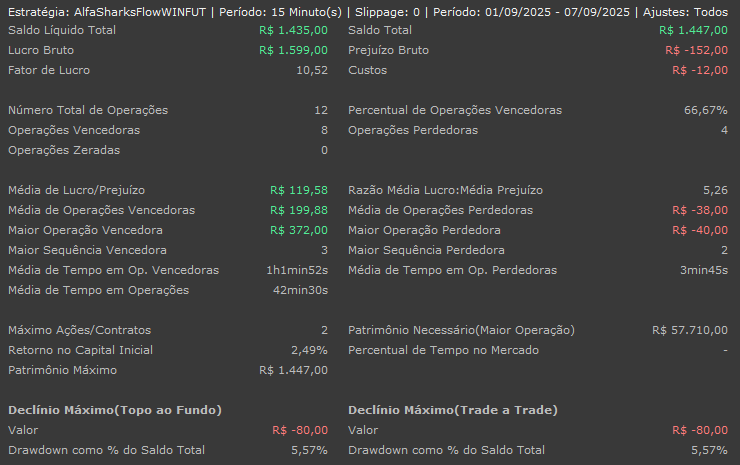 Estratégia: AlfaSharksFlowWINFUT | Período: 15 Minuto(s) | Slippage: 0 | Período: 01/09/2025 - 07/09/2025 | Ajustes: Todos
Saldo Líquido Total R$ 1.435,00 Saldo Total R$ 1.447,00
Lucro Bruto R$ 1.599,00 Prejuízo Bruto R$ -152,00
Fator de Lucro 10,52 Custos R$ -12,00
Número Total de Operações 12 Percentual de Operações Vencedoras 66,67%
Operações Vencedoras 8 Operações Perdedoras 4
Operações Zeradas 0
Média de Lucro/Prejuízo R$ 119,58 Razão Média Lucro:Média Prejuízo 5,26
Média de Operações Vencedoras R$ 199,88 Média de Operações Perdedoras R$ -38,00
Maior Operação Vencedora R$ 372,00 Maior Operação Perdedora R$ -40,00
Maior Sequência Vencedora 3 Maior Sequência Perdedora 2
Média de Tempo em Op. Vencedoras 1h1min52s Média de Tempo em Op. Perdedoras 3min45s
Média de Tempo em Operações 42min30s
Máximo Ações/Contratos 2 Patrimônio Necessário(Maior Operação) R$ 57.710,00
Retorno no Capital Inicial 2,49% Percentual de Tempo no Mercado -
Patrimônio Máximo R$ 1.447,00
Declínio Máximo(Topo ao Fundo) Declínio Máximo(Trade a Trade)
Valor R$ -80,00 Valor R$ -80,00
Drawdown como % do Saldo Total 5,57% Drawdown como % do Saldo Total 5,57%